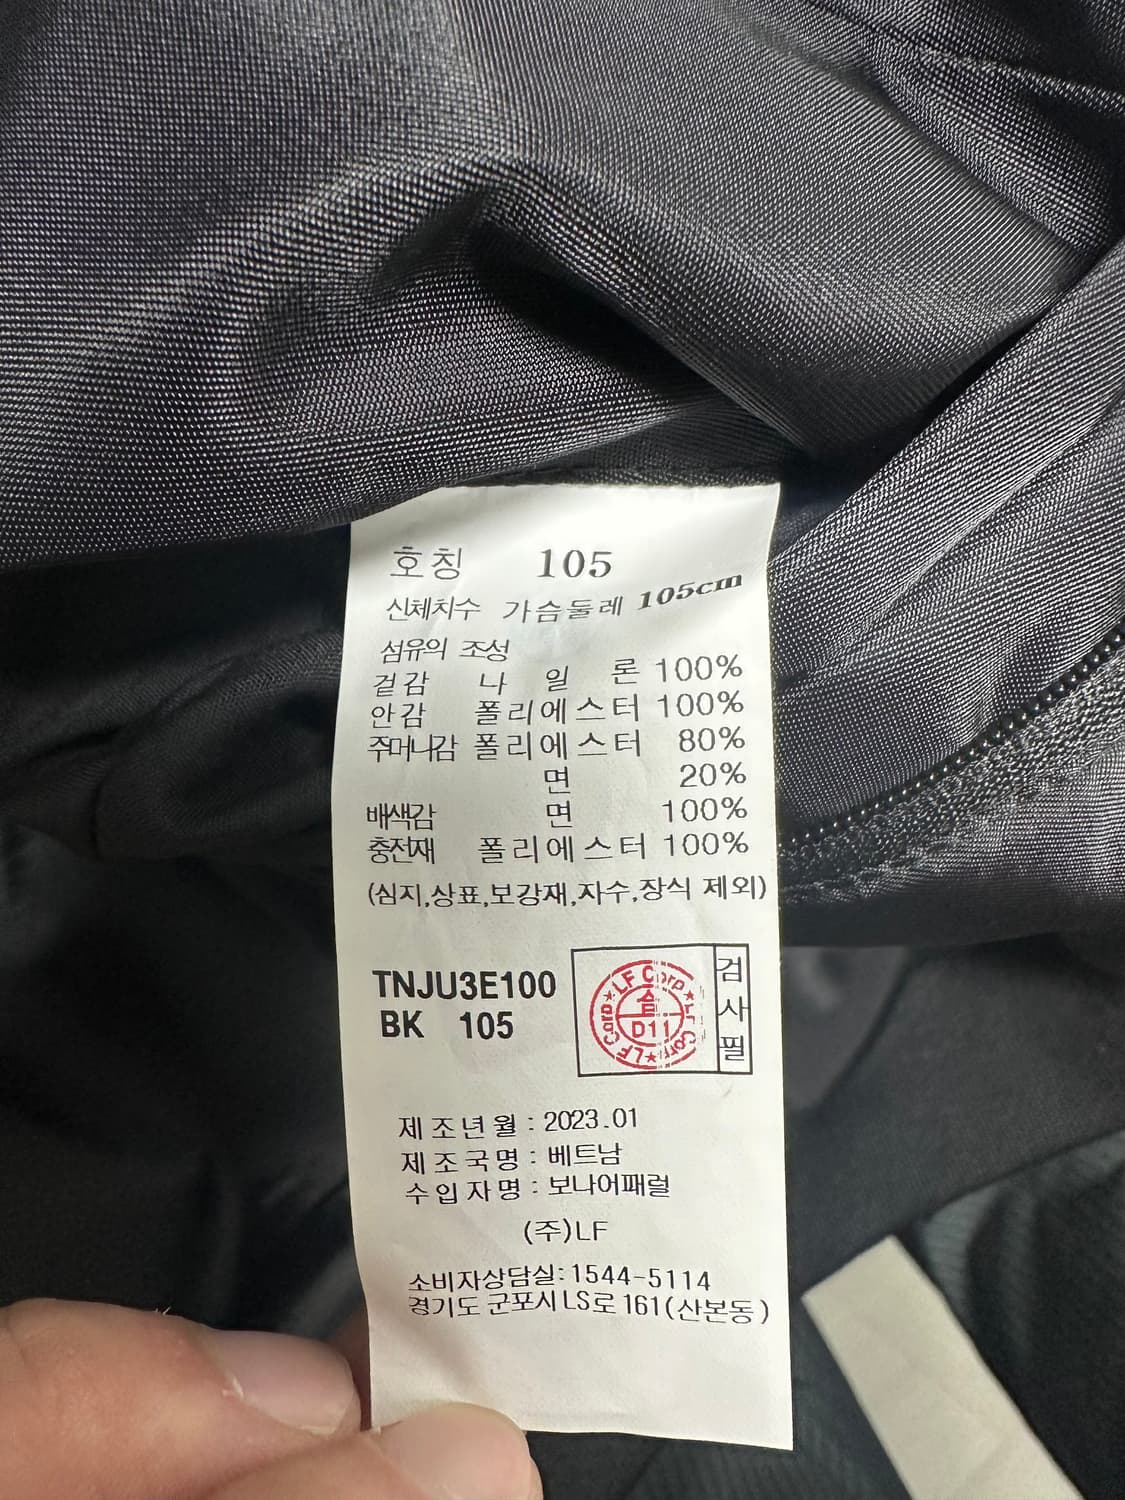 호칭 105
신체치수 가슴둘레 105cm
섬유의 조성
겉감 나일론 100%
안감 폴리에스터 100%
주머니감 폴리에스터 80%
면 20%
배색감 면 100%
충전재 폴리에스터 100%
(심지,상표,보강재,자수,장식 제외)
TNJU3E100
BK 105
LF Corp ★ LF Corp ★ LF Corp ★
숨
D11
검사필
제조년월 : 2023.01
제조국명 : 베트남
수입자명 : 보나어패럴
(주)LF
소비자상담실: 1544-5114
경기도 군포시 LS로 161(산본동)